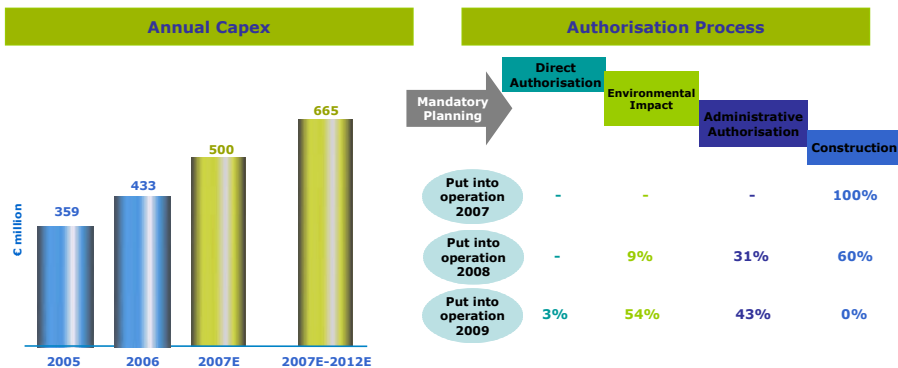 Annual Capex
€ million
359
433
500
665
2005
2006
2007E
2007E-2012E
Authorisation Process
Mandatory
Planning
Direct
Authorisation
Environmental
Impact
Administrative
Authorisation
Construction
Put into
operation
2007
-
-
-
100%
Put into
operation
2008
-
9%
31%
60%
Put into
operation
2009
3%
54%
43%
0%